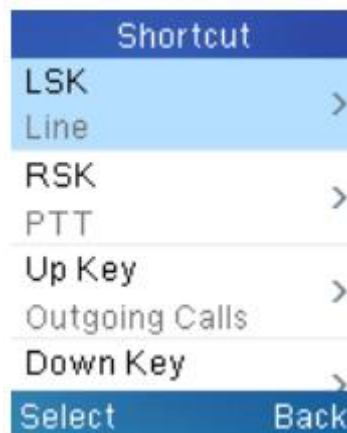 Shortcut
LSK
Line
RSK
PTT
Up Key
Outgoing Calls
Down Key
Select Back